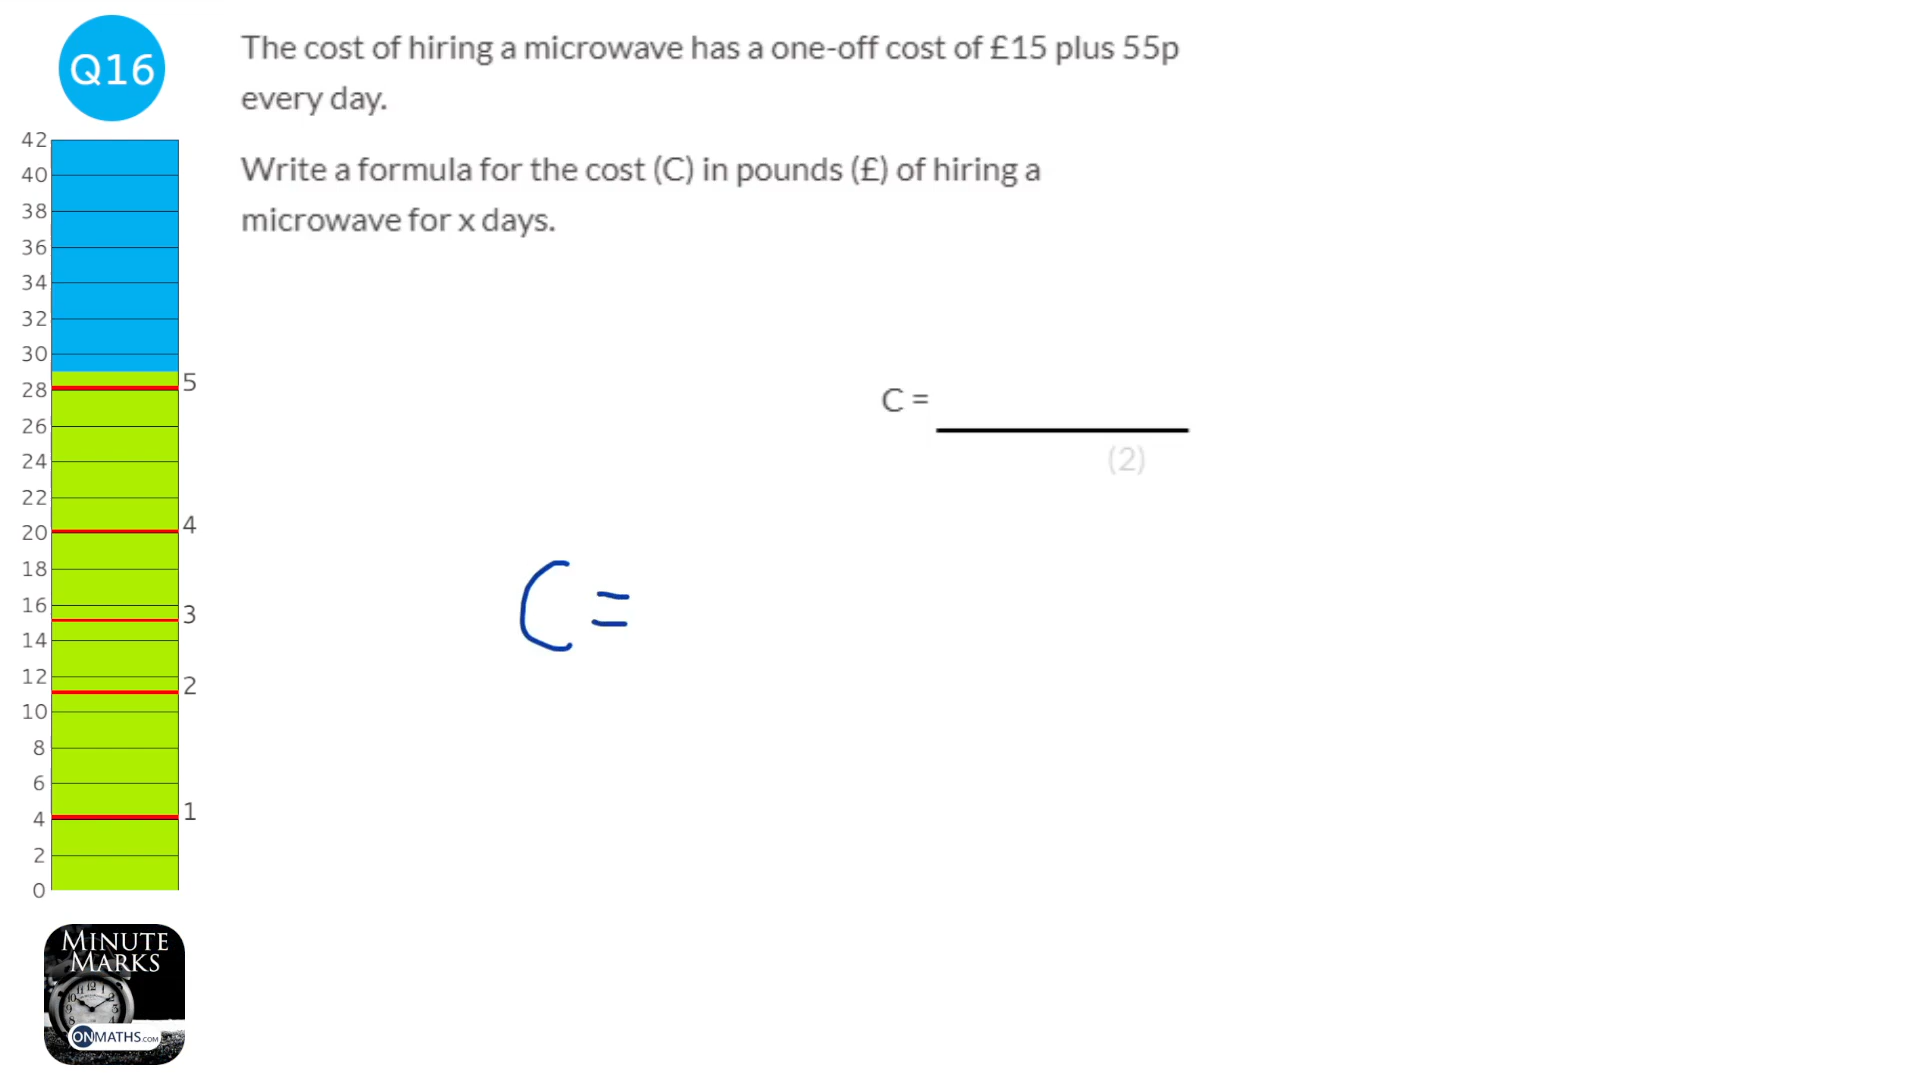 Q16
The cost of hiring a microwave has a one-off cost of £15 plus 55p
every day.
Write a formula for the cost (C) in pounds (£) of hiring a
microwave for x days.
C =
(2)
C =
42
40
38
36
34
32
30
28
26
24
22
20
18
16
14
12
10
8
6
4
2
0
5
4
3
2
1
MINUTE
MARKS
ONMATHS.COM